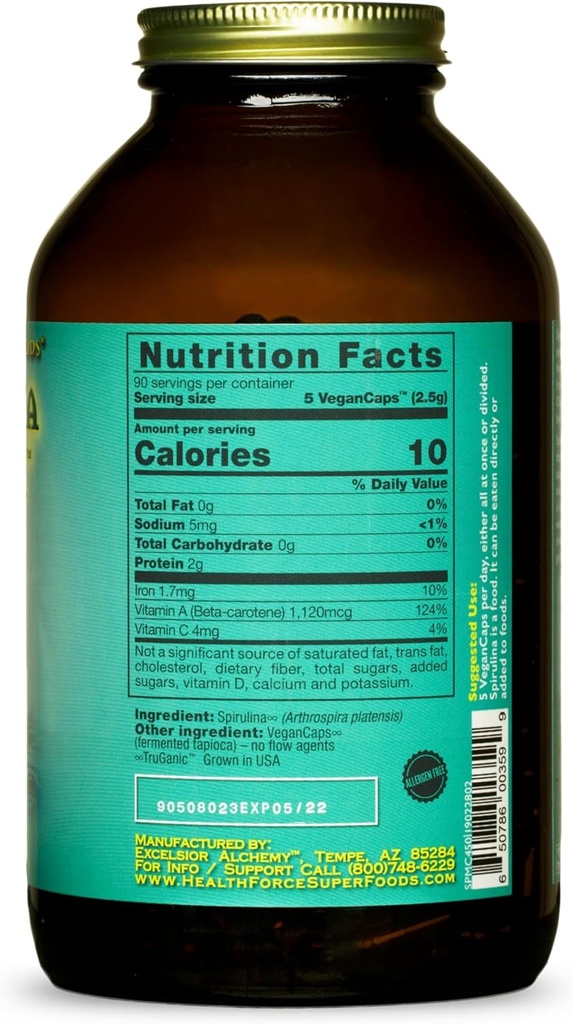 Nutrition Facts
90 servings per container
Serving size 5 VeganCaps™ (2.5g)
Amount per serving
Calories 10
% Daily Value
Total Fat 0g 0%
Sodium 5mg <1%
Total Carbohydrate 0g 0%
Protein 2g
Iron 1.7mg 10%
Vitamin A (Beta-carotene) 1,120mcg 124%
Vitamin C 4mg 4%
Not a significant source of saturated fat, trans fat,
cholesterol, dietary fiber, total sugars, added
sugars, vitamin D, calcium and potassium.
Ingredient: Spirulina∞ (Arthrospira platensis)
Other ingredient: VeganCaps∞
(fermented tapioca) – no flow agents
∞TruGanic™ Grown in USA
ALLERGEN FREE
90508023EXP05/22
MANUFACTURED BY:
EXCELSIOR ALCHEMY™, TEMPE, AZ 85284
FOR INFO / SUPPORT CALL (800)748-6229
WWW.HEALTHFORCESUPERFOODS.COM
Suggested Use:
5 VeganCaps per day, either all at once or divided.
Spirulina is a food. It can be eaten directly or
added to foods.
SPMC450J19022802
6 50786 00359 9